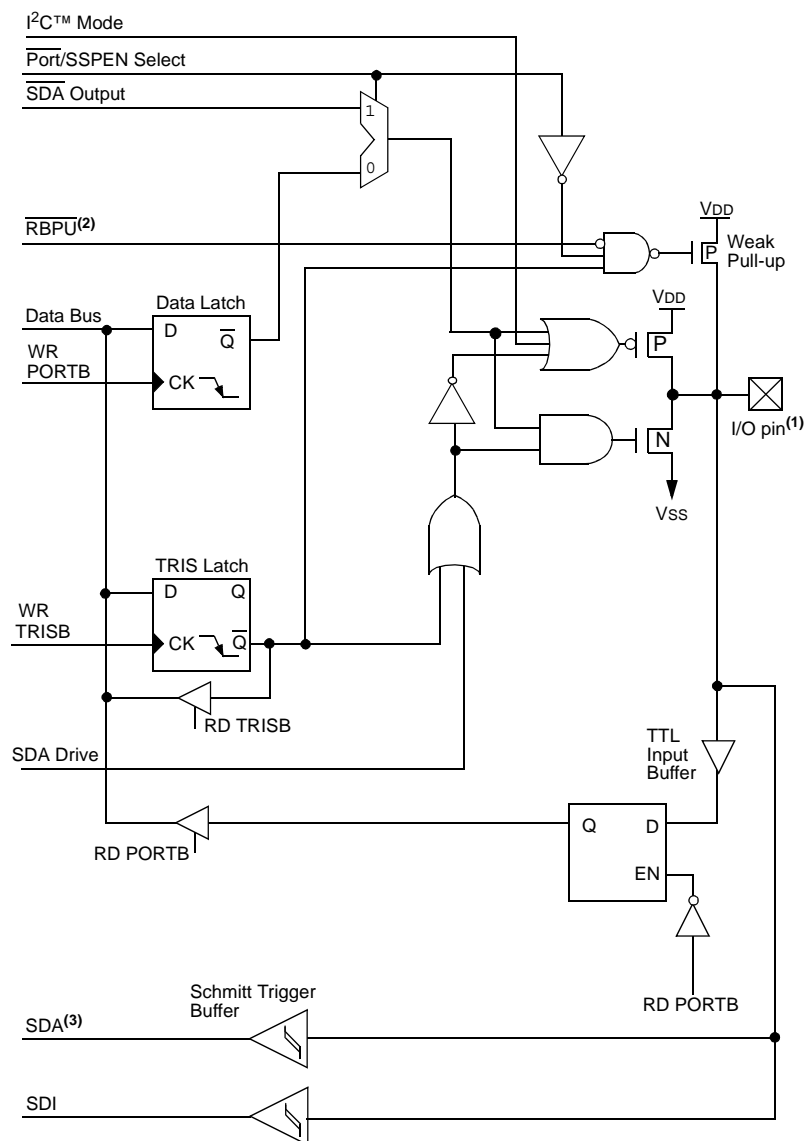 I²C™ Mode
Port/SSPEN Select
SDA Output
1
0
RBPU(2)
VDD
P
Weak
Pull-up
Data Bus
Data Latch
D
Q
WR
PORTB
CK
VDD
P
I/O pin(1)
N
VSS
TRIS Latch
D
Q
WR
TRISB
CK
Q
RD TRISB
SDA Drive
TTL
Input
Buffer
Q
D
EN
RD PORTB
RD PORTB
Schmitt Trigger
Buffer
SDA(3)
SDI